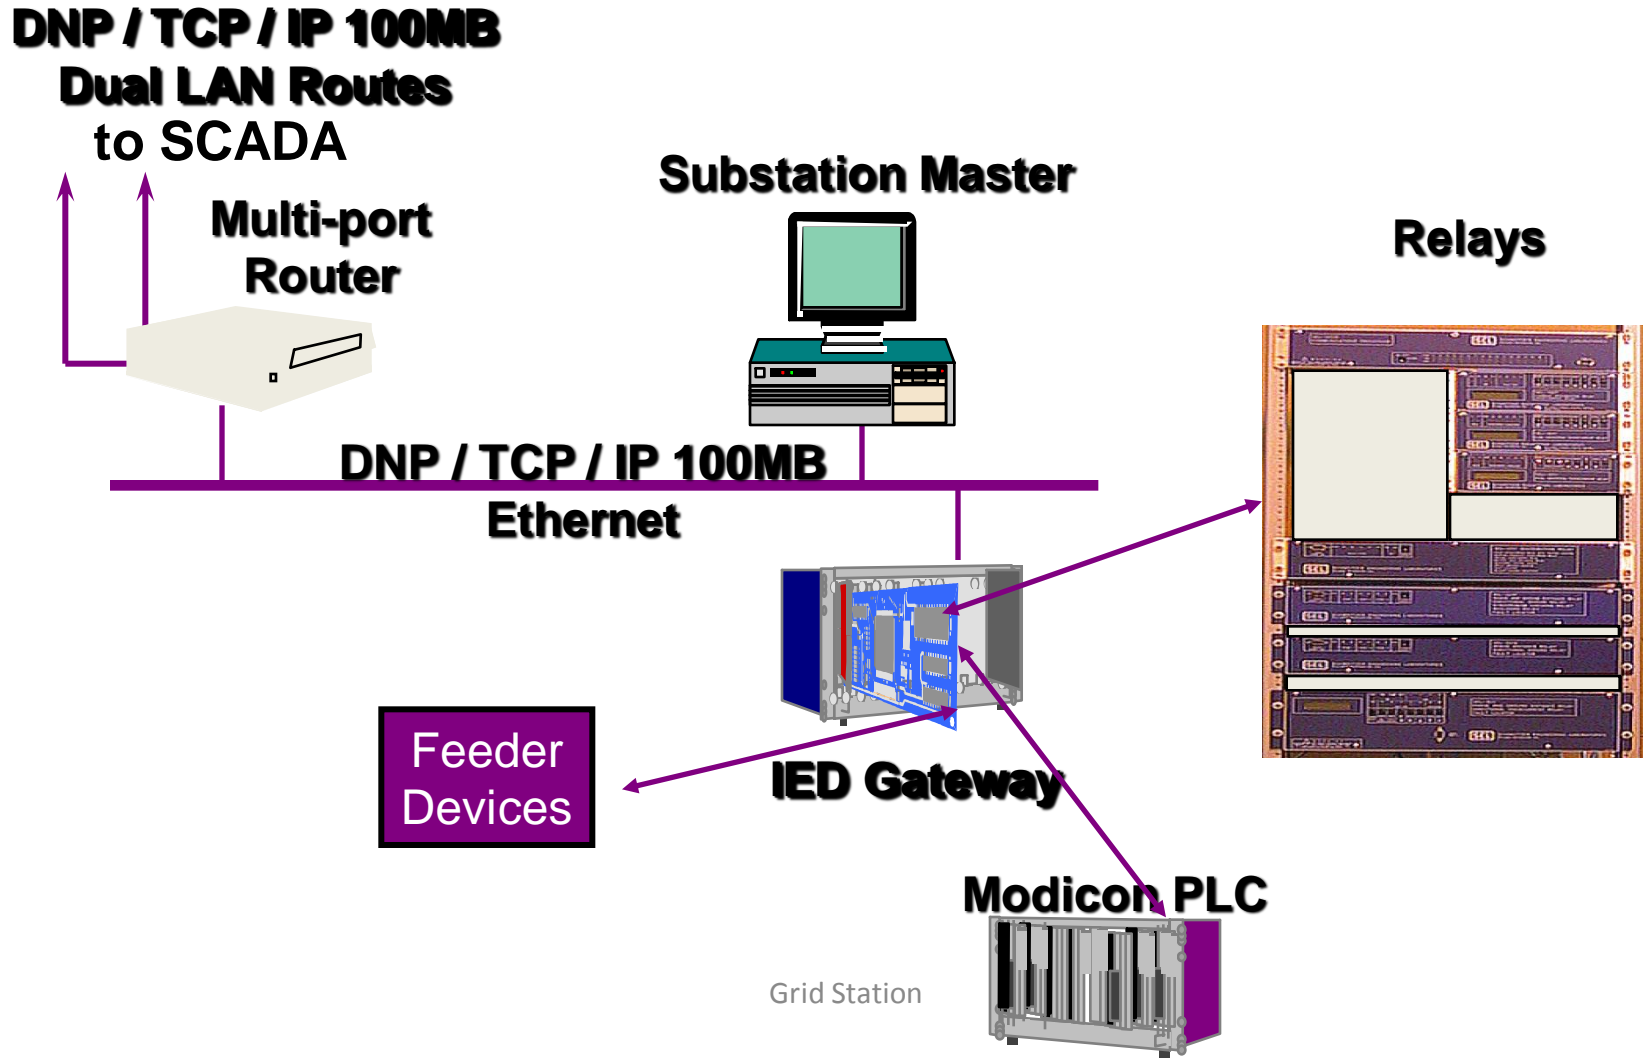 DNP / TCP / IP 100MB
Dual LAN Routes
to SCADA
Multi-port
Router
Substation Master
Relays
DNP / TCP / IP 100MB
Ethernet
Feeder
Devices
IED Gateway
Modicon PLC
Grid Station